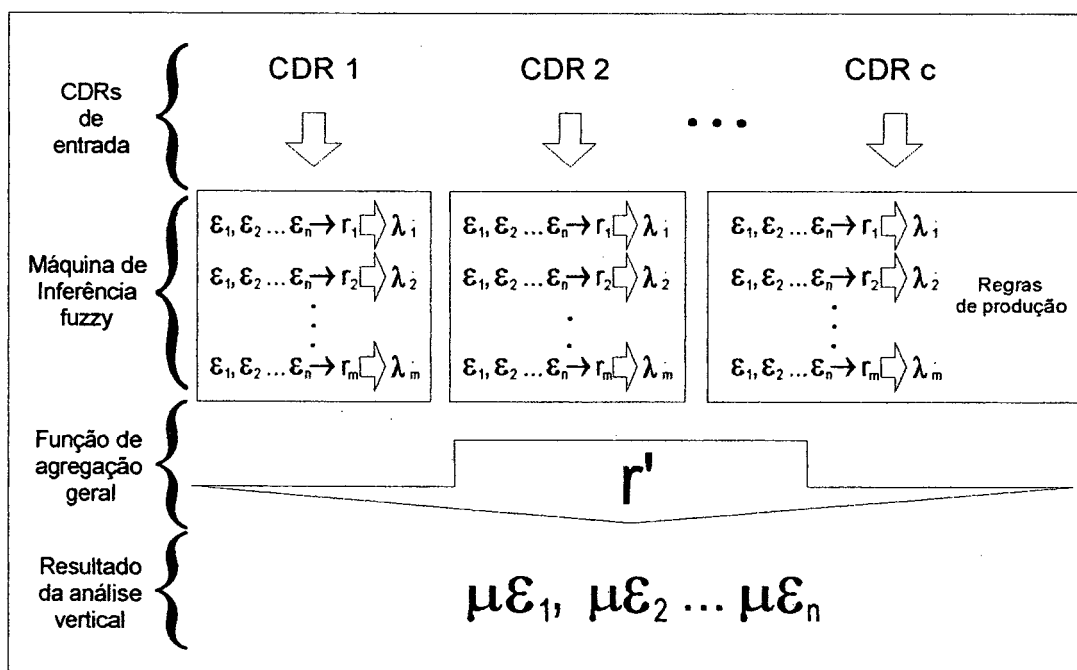 CDRs
de
entrada
CDR 1 CDR 2 ... CDR c
Máquina de
Inferência
fuzzy
ε1, ε2 ... εn → r1 ⇨ λ1 ε1, ε2 ... εn → r1 ⇨ λ1 ε1, ε2 ... εn → r1 ⇨ λ1
ε1, ε2 ... εn → r2 ⇨ λ2 ε1, ε2 ... εn → r2 ⇨ λ2 ε1, ε2 ... εn → r2 ⇨ λ2
Regras
de produção
ε1, ε2 ... εn → rm ⇨ λm ε1, ε2 ... εn → rm ⇨ λm ε1, ε2 ... εn → rm ⇨ λm
Função de
agregação
geral
r'
Resultado
da análise
vertical
με1, με2 ... μεn